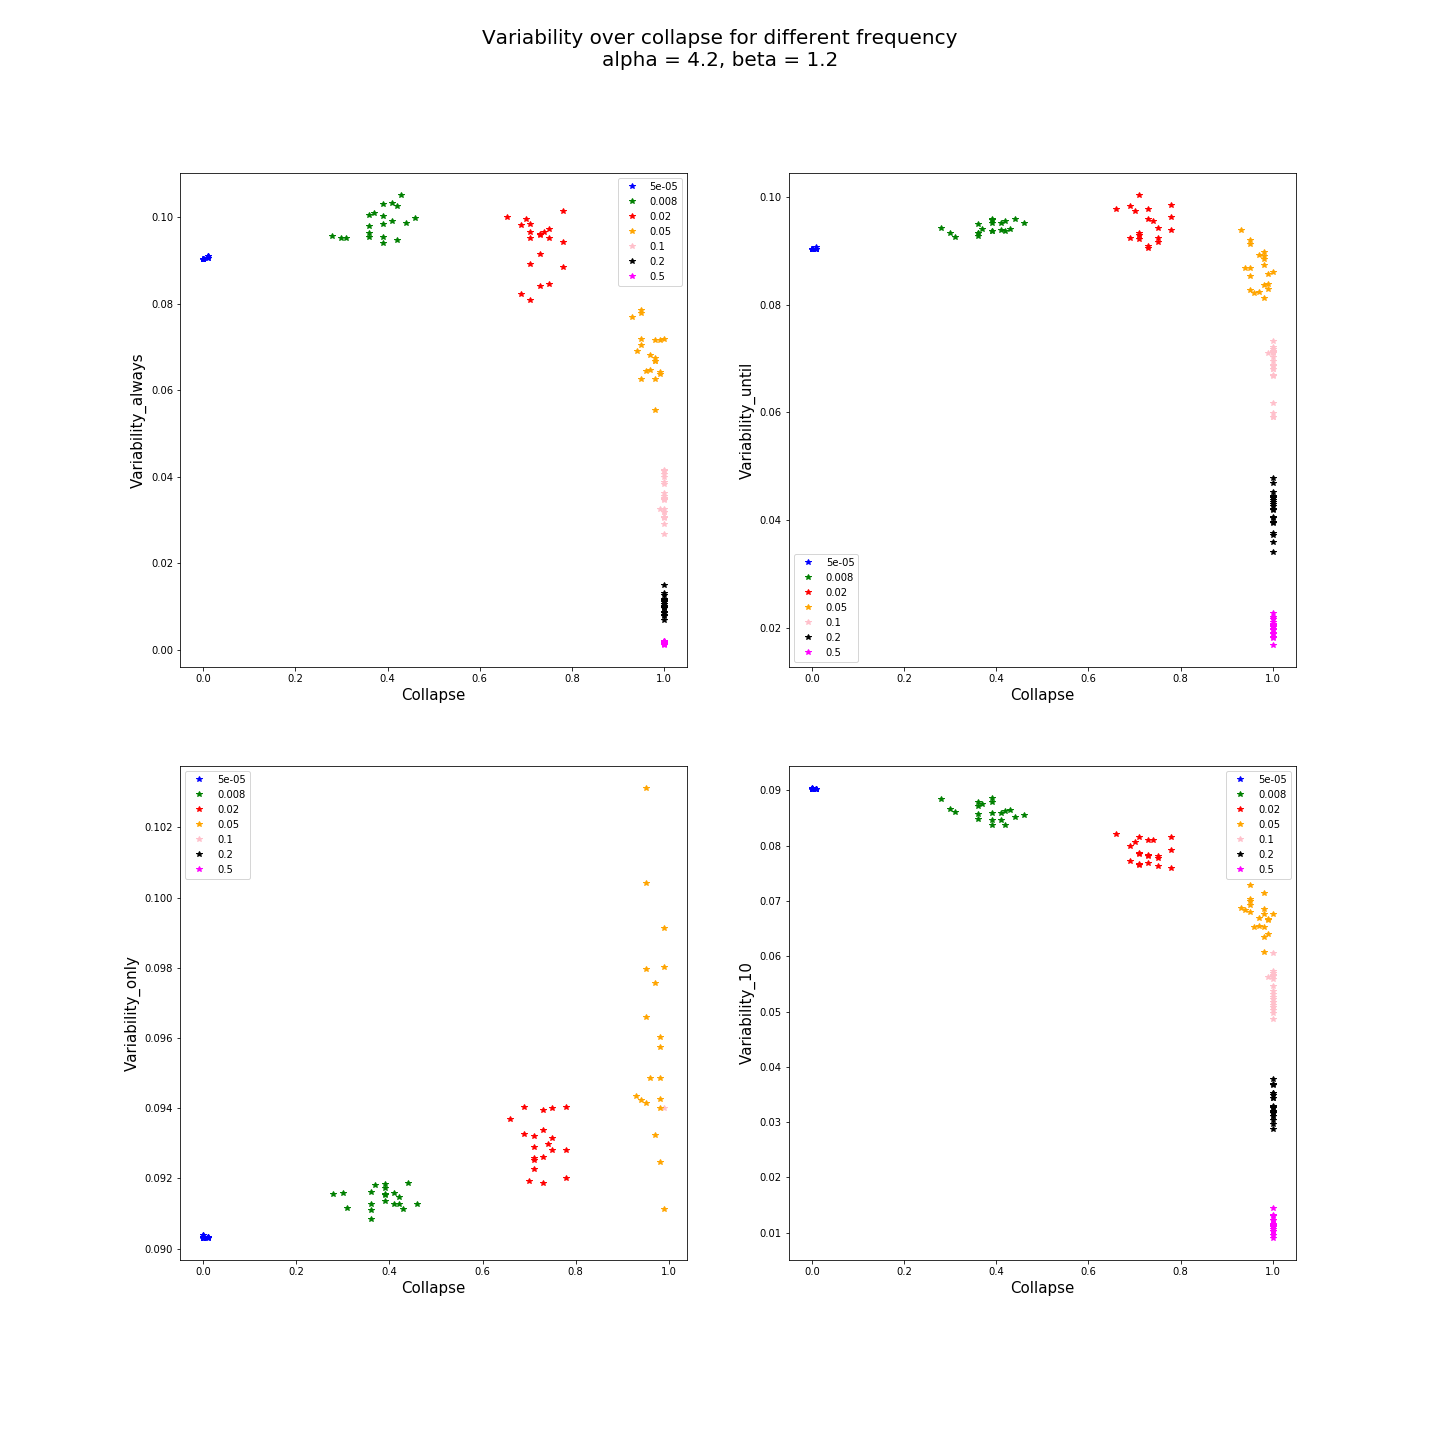 Variability over collapse for different frequency
alpha = 4.2, beta = 1.2
Variability_always
0.10
0.08
0.06
0.04
0.02
0.00
5e-05
0.008
0.02
0.05
0.1
0.2
0.5
0.0 0.2 0.4 0.6 0.8 1.0
Collapse
Variability_until
0.10
0.08
0.06
0.04
0.02
5e-05
0.008
0.02
0.05
0.1
0.2
0.5
0.0 0.2 0.4 0.6 0.8 1.0
Collapse
Variability_only
0.102
0.100
0.098
0.096
0.094
0.092
0.090
5e-05
0.008
0.02
0.05
0.1
0.2
0.5
0.0 0.2 0.4 0.6 0.8 1.0
Collapse
Variability_10
0.09
0.08
0.07
0.06
0.05
0.04
0.03
0.02
0.01
5e-05
0.008
0.02
0.05
0.1
0.2
0.5
0.0 0.2 0.4 0.6 0.8 1.0
Collapse